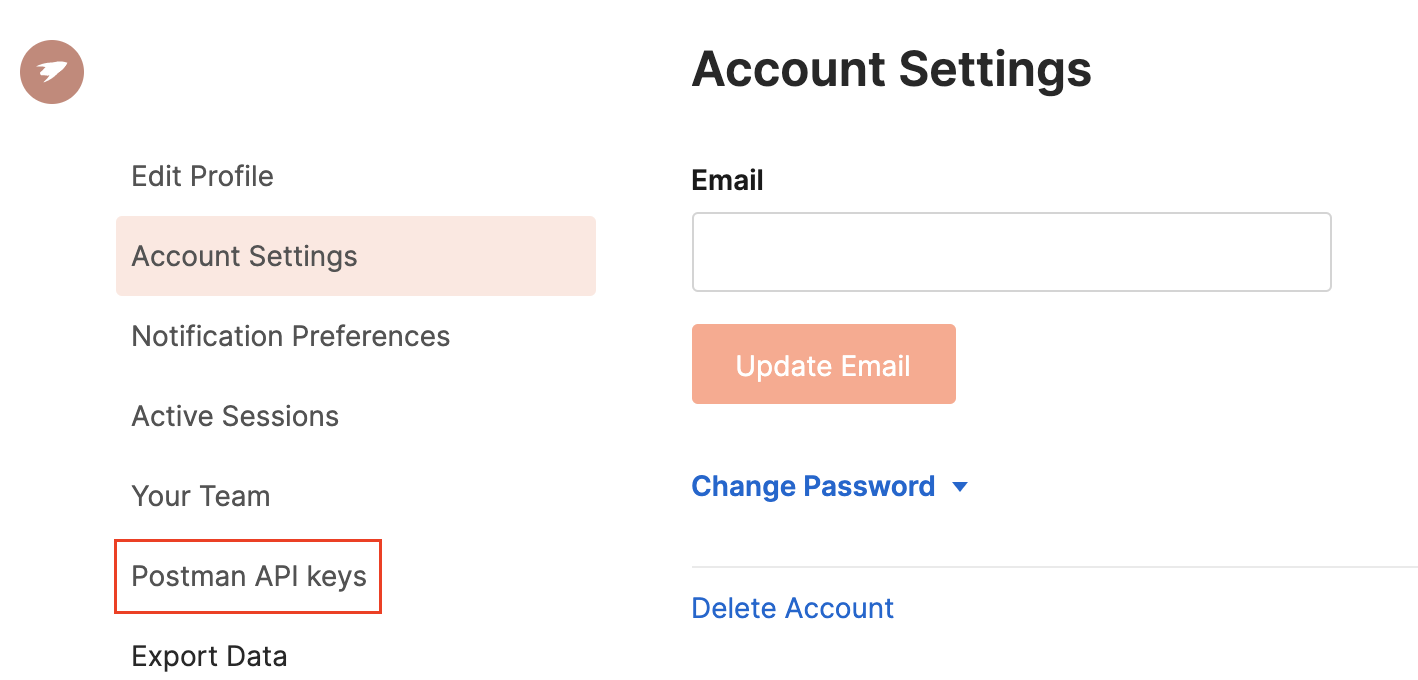 Account Settings
Edit Profile
Account Settings
Notification Preferences
Active Sessions
Your Team
Postman API keys
Export Data
Email
Update Email
Change Password
Delete Account